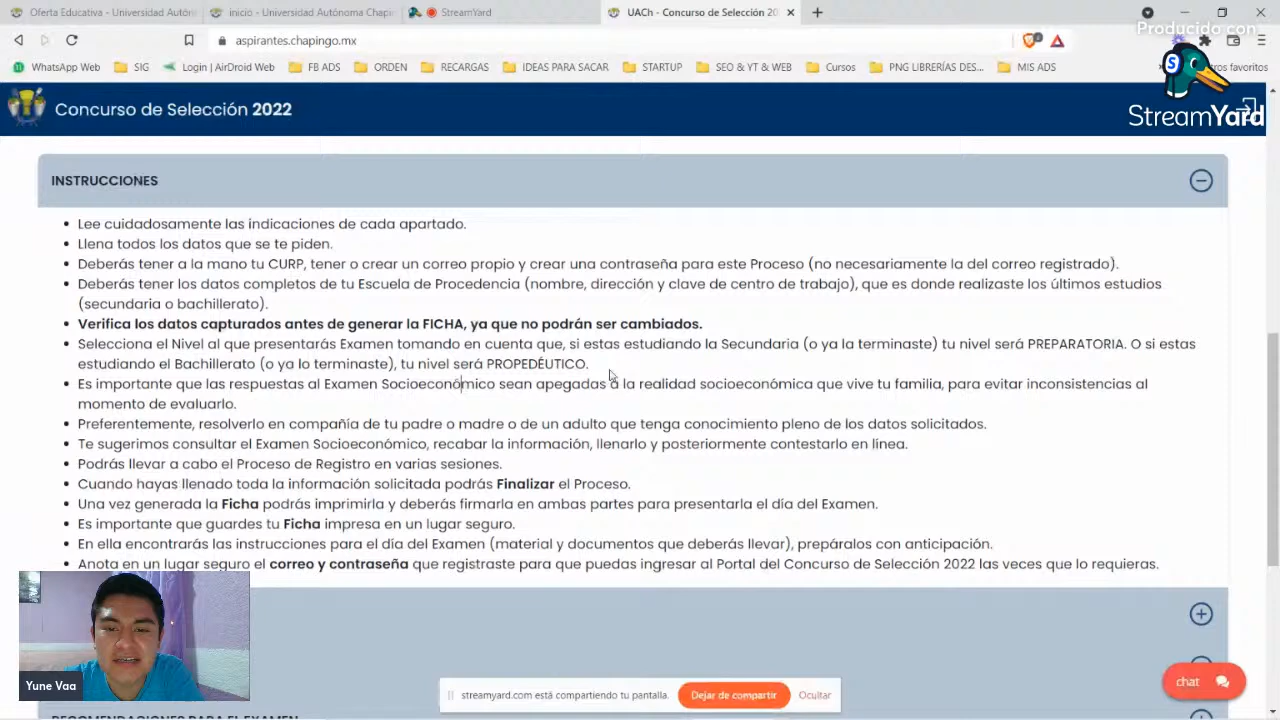 Oferta Educativa - Universidad Autón
inicio - Universidad Autónoma Chapi
StreamYard
UACh - Concurso de Selección 20
Producido con
aspirantes.chapingo.mx
WhatsApp Web
SIG
Login | AirDroid Web
FB ADS
ORDEN
RECARGAS
IDEAS PARA SACAR
STARTUP
SEO & YT & WEB
Cursos
PNG LIBRERÍAS DES...
MIS ADS
otros favoritos
Concurso de Selección 2022
StreamYard
INSTRUCCIONES
• Lee cuidadosamente las indicaciones de cada apartado.
• Llena todos los datos que se te piden.
• Deberás tener a la mano tu CURP, tener o crear un correo propio y crear una contraseña para este Proceso (no necesariamente la del correo registrado).
• Deberás tener los datos completos de tu Escuela de Procedencia (nombre, dirección y clave de centro de trabajo), que es donde realizaste los últimos estudios
(secundaria o bachillerato).
• Verifica los datos capturados antes de generar la FICHA, ya que no podrán ser cambiados.
• Selecciona el Nivel al que presentarás Examen tomando en cuenta que, si estas estudiando la Secundaria (o ya la terminaste) tu nivel será PREPARATORIA. O si estas
estudiando el Bachillerato (o ya lo terminaste), tu nivel será PROPEDÉUTICO.
• Es importante que las respuestas al Examen Socioeconómico sean apegadas a la realidad socioeconómica que vive tu familia, para evitar inconsistencias al
momento de evaluarlo.
• Preferentemente, resolverlo en compañía de tu padre o madre o de un adulto que tenga conocimiento pleno de los datos solicitados.
• Te sugerimos consultar el Examen Socioeconómico, recabar la información, llenarlo y posteriormente contestarlo en línea.
• Podrás llevar a cabo el Proceso de Registro en varias sesiones.
• Cuando hayas llenado toda la información solicitada podrás Finalizar el Proceso.
• Una vez generada la Ficha podrás imprimirla y deberás firmarla en ambas partes para presentarla el día del Examen.
• Es importante que guardes tu Ficha impresa en un lugar seguro.
• En ella encontrarás las instrucciones para el día del Examen (material y documentos que deberás llevar), prepáralos con anticipación.
• Anota en un lugar seguro el correo y contraseña que registraste para que puedas ingresar al Portal del Concurso de Selección 2022 las veces que lo requieras.
Yune Vaa
streamyard.com está compartiendo tu pantalla.
Dejar de compartir
Ocultar
chat
RECOMENDACIONES PARA EL EXAMEN